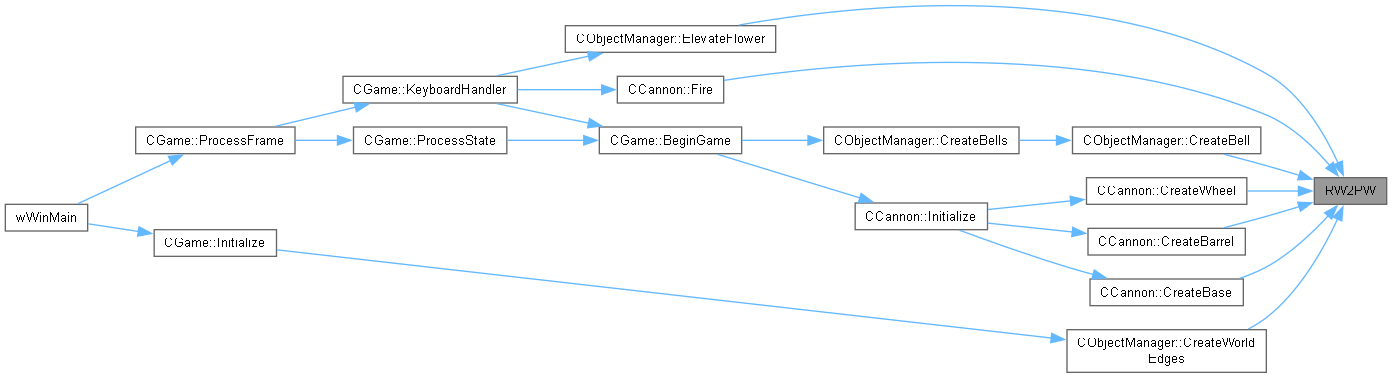 CObjectManager::ElevateFlower
CGame::KeyboardHandler
CCannon::Fire
CGame::ProcessFrame
CGame::ProcessState
CGame::BeginGame
CObjectManager::CreateBells
CObjectManager::CreateBell
RW2PW
CCannon::CreateWheel
wWinMain
CCannon::Initialize
CGame::Initialize
CCannon::CreateBarrel
CCannon::CreateBase
CObjectManager::CreateWorld
Edges